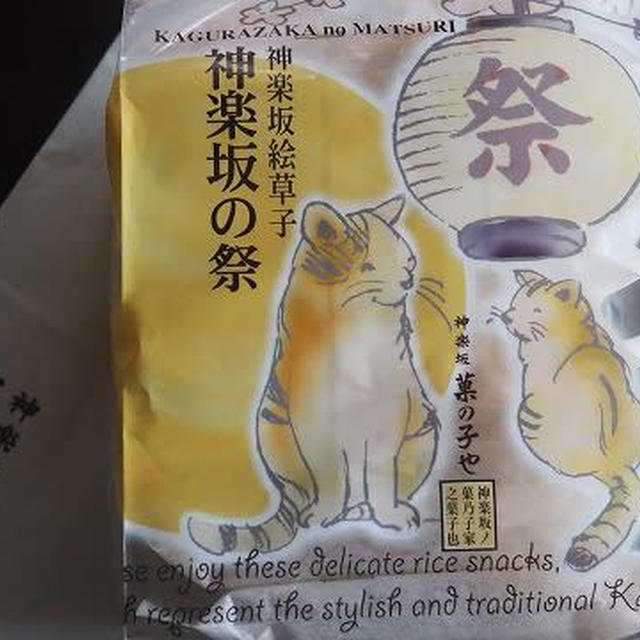 KAGURAZAKA no MATSURI
祭
神楽坂絵草子
神楽坂の祭
神楽坂
菓の子や
神楽坂ノ
菓乃子家
之菓子也
enjoy these delicate rice snacks,
represent the stylish and traditional
神楽